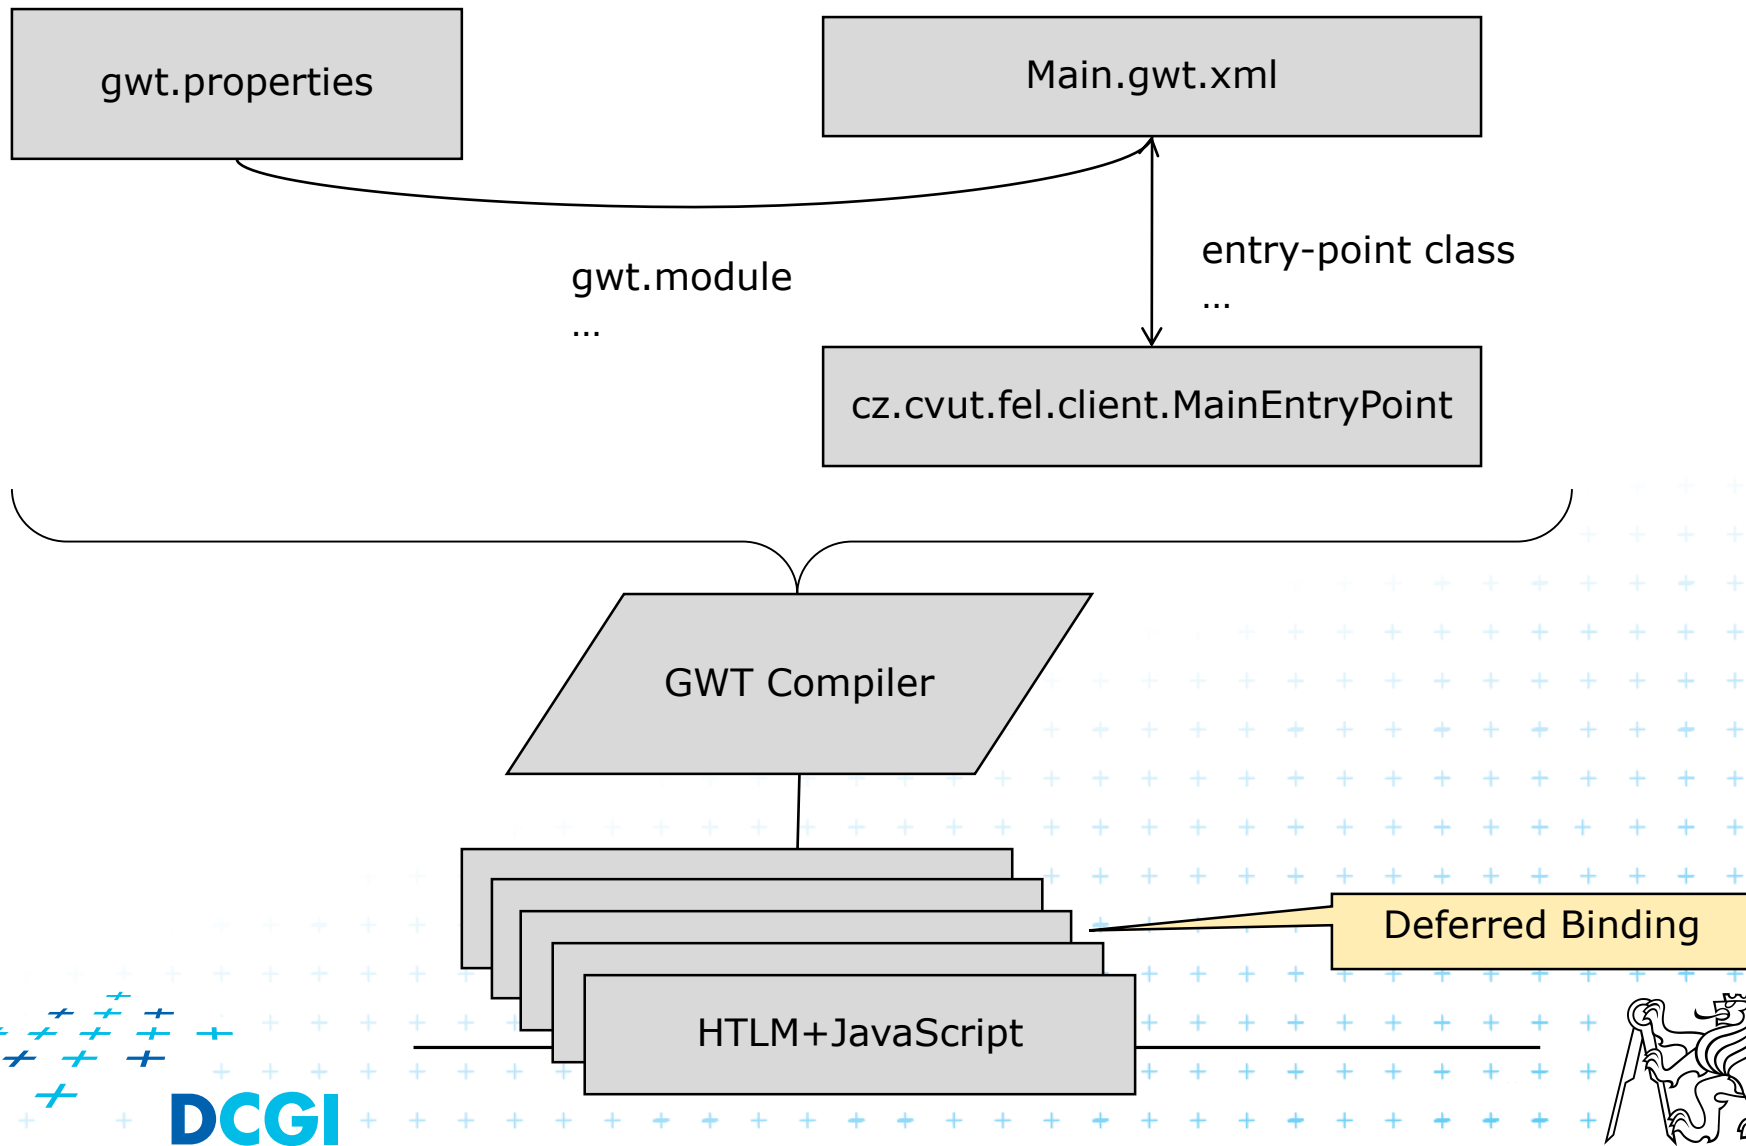 gwt.properties
Main.gwt.xml
gwt.module
…
entry-point class
…
cz.cvut.fel.client.MainEntryPoint
GWT Compiler
Deferred Binding
HTLM+JavaScript
DCGI